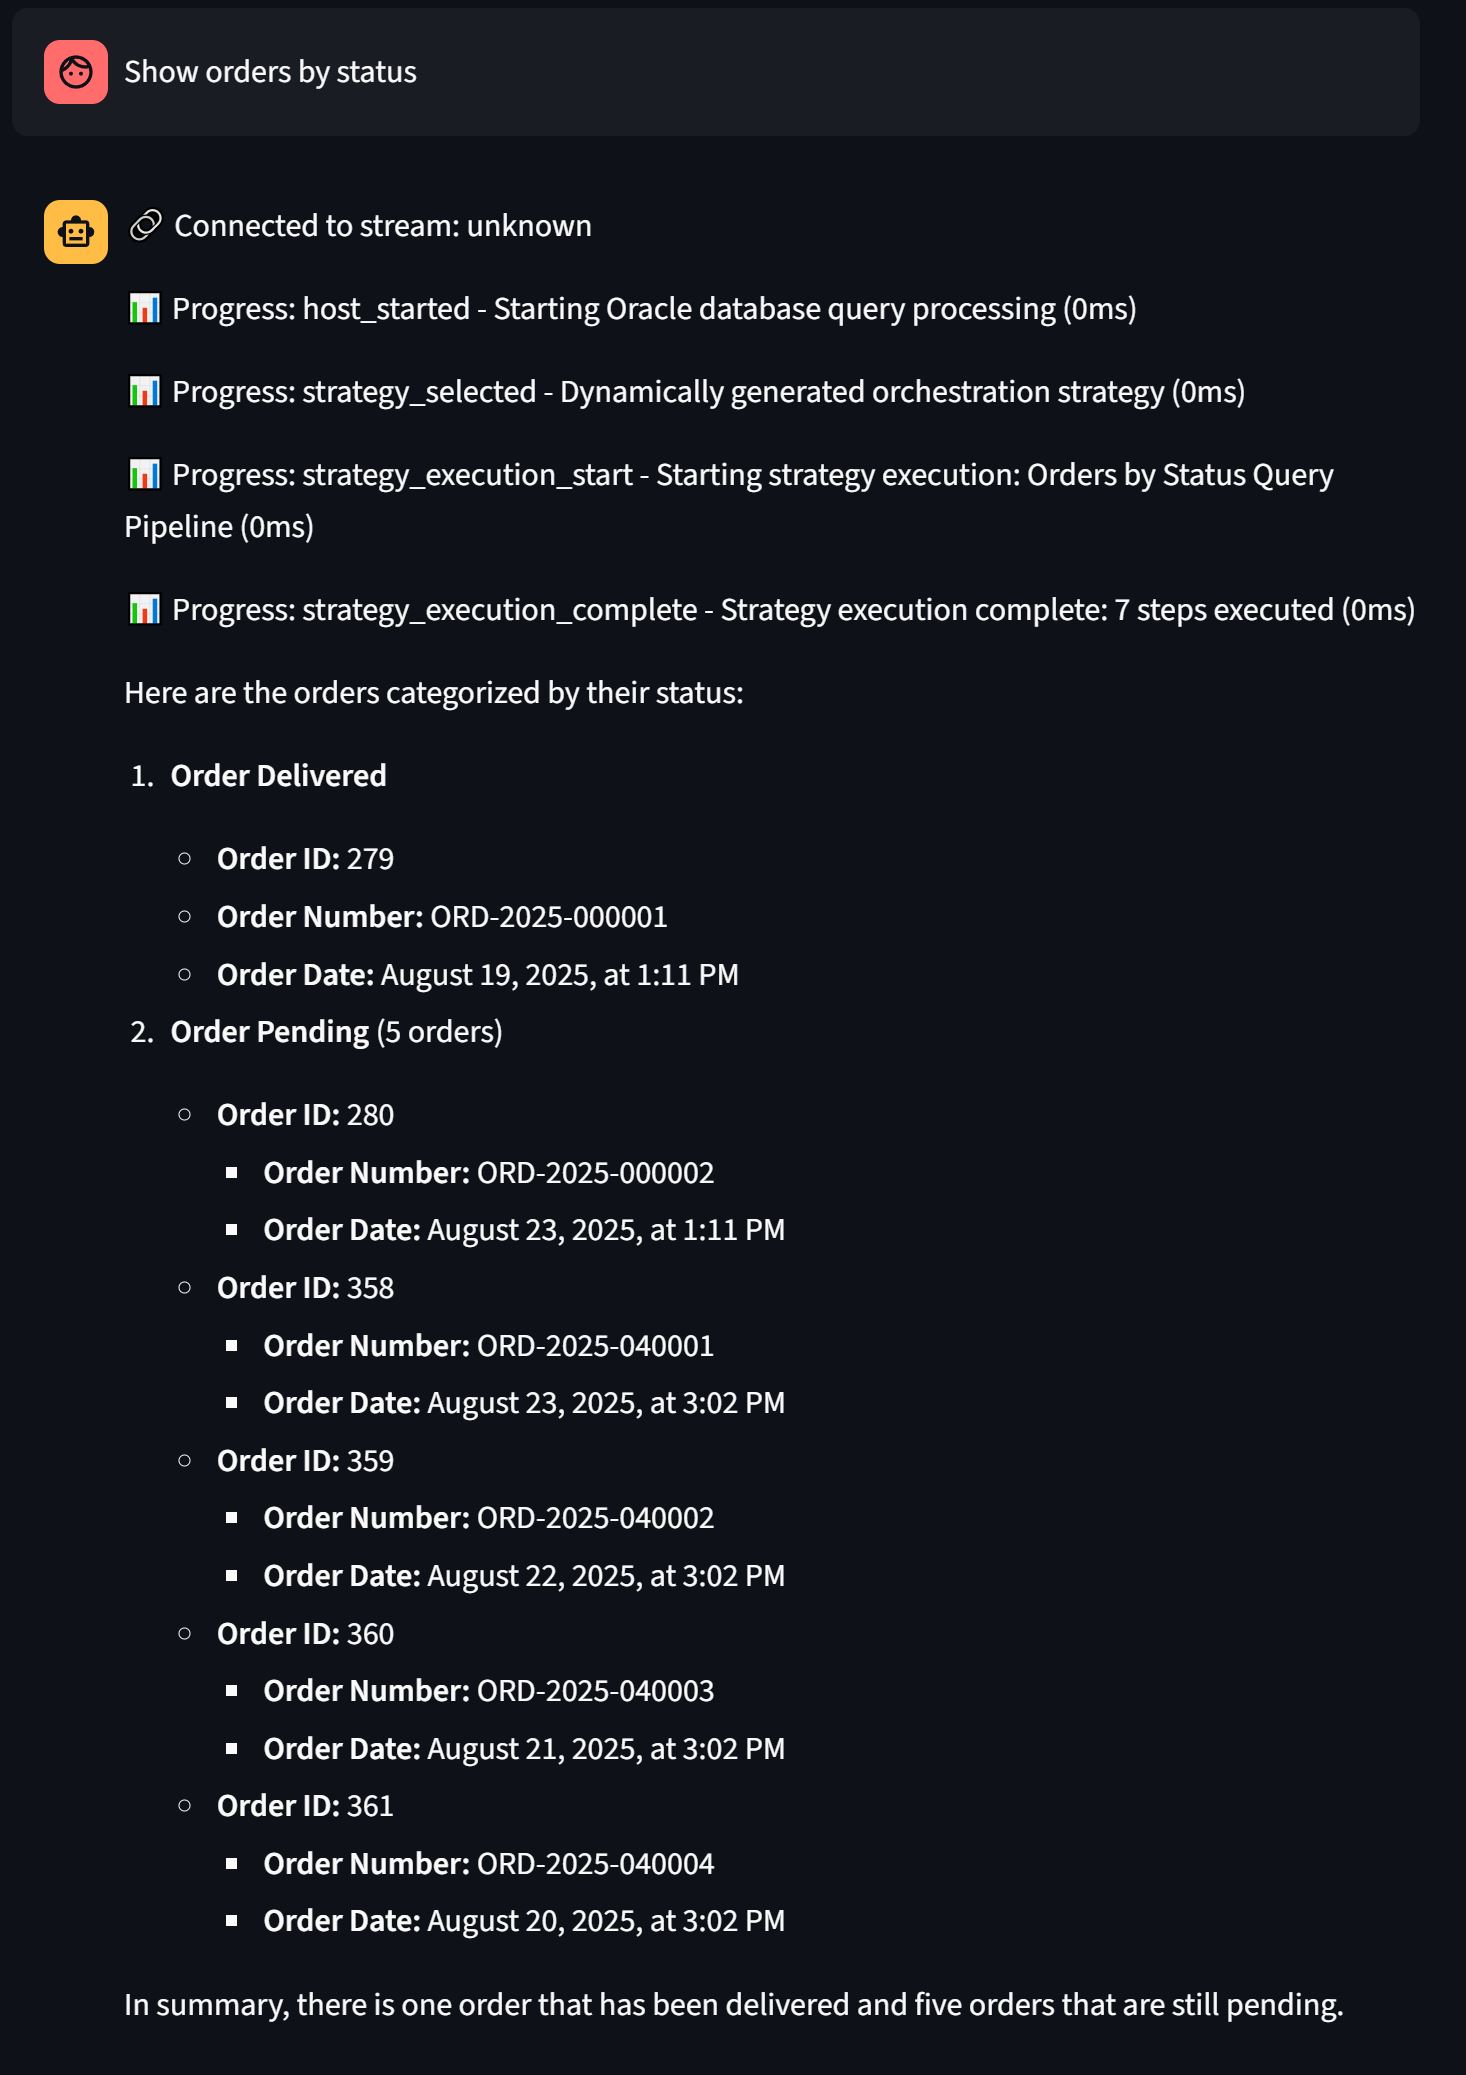 Show orders by status
🔗 Connected to stream: unknown
📊 Progress: host_started - Starting Oracle database query processing (0ms)
📊 Progress: strategy_selected - Dynamically generated orchestration strategy (0ms)
📊 Progress: strategy_execution_start - Starting strategy execution: Orders by Status Query
Pipeline (0ms)
📊 Progress: strategy_execution_complete - Strategy execution complete: 7 steps executed (0ms)
Here are the orders categorized by their status:
1. Order Delivered
○ Order ID: 279
○ Order Number: ORD-2025-000001
○ Order Date: August 19, 2025, at 1:11 PM
2. Order Pending (5 orders)
○ Order ID: 280
▪ Order Number: ORD-2025-000002
▪ Order Date: August 23, 2025, at 1:11 PM
○ Order ID: 358
▪ Order Number: ORD-2025-040001
▪ Order Date: August 23, 2025, at 3:02 PM
○ Order ID: 359
▪ Order Number: ORD-2025-040002
▪ Order Date: August 22, 2025, at 3:02 PM
○ Order ID: 360
▪ Order Number: ORD-2025-040003
▪ Order Date: August 21, 2025, at 3:02 PM
○ Order ID: 361
▪ Order Number: ORD-2025-040004
▪ Order Date: August 20, 2025, at 3:02 PM
In summary, there is one order that has been delivered and five orders that are still pending.